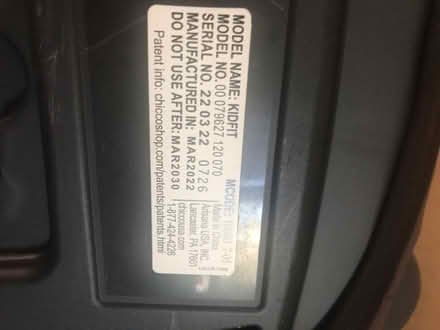 MODEL NAME: KIDFIT
MODEL NO. 00 079627 120 070
SERIAL NO. 22 03 22 0726
MANUFACTURED IN: MAR2022
DO NOT USE AFTER: MAR2030
Patent info: chiccoshop.com/patents/patents.html
MCODE:
Made in China
Artsana USA, INC.
Lancaster, PA 17601
chiccousa.com
1-877-424-4226